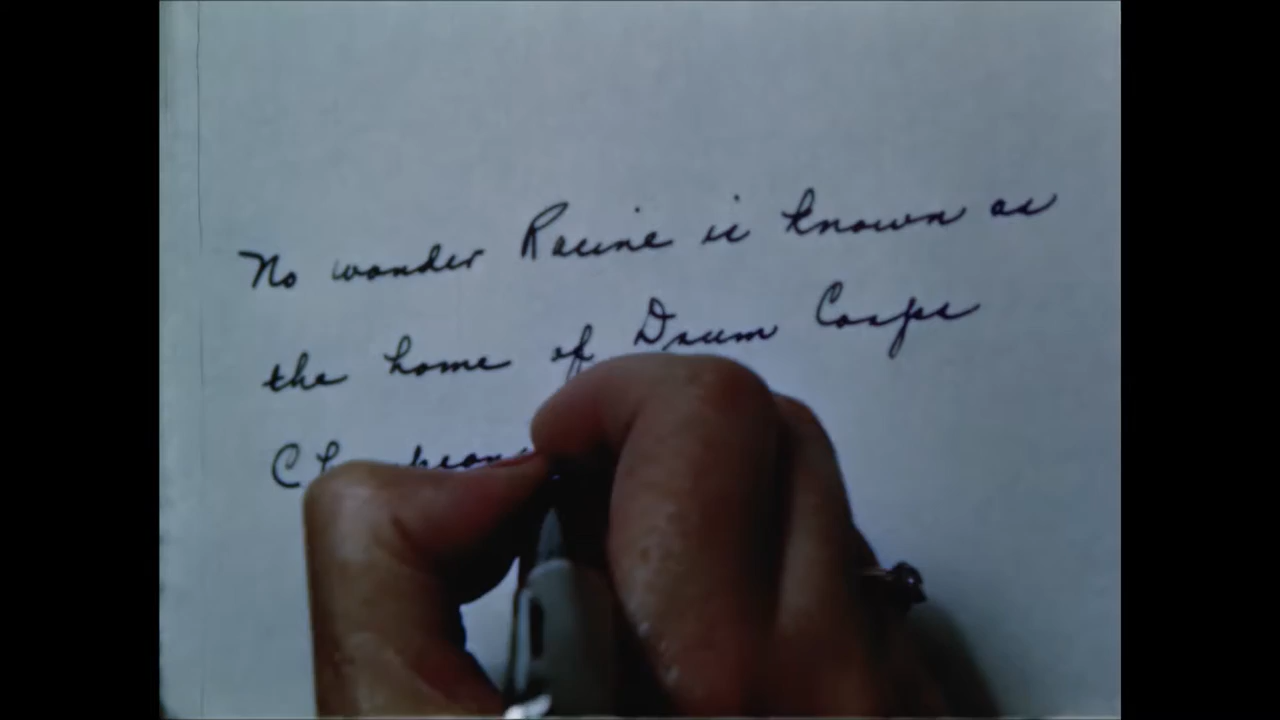 No wonder Racine is known as
the home of Drum Corps